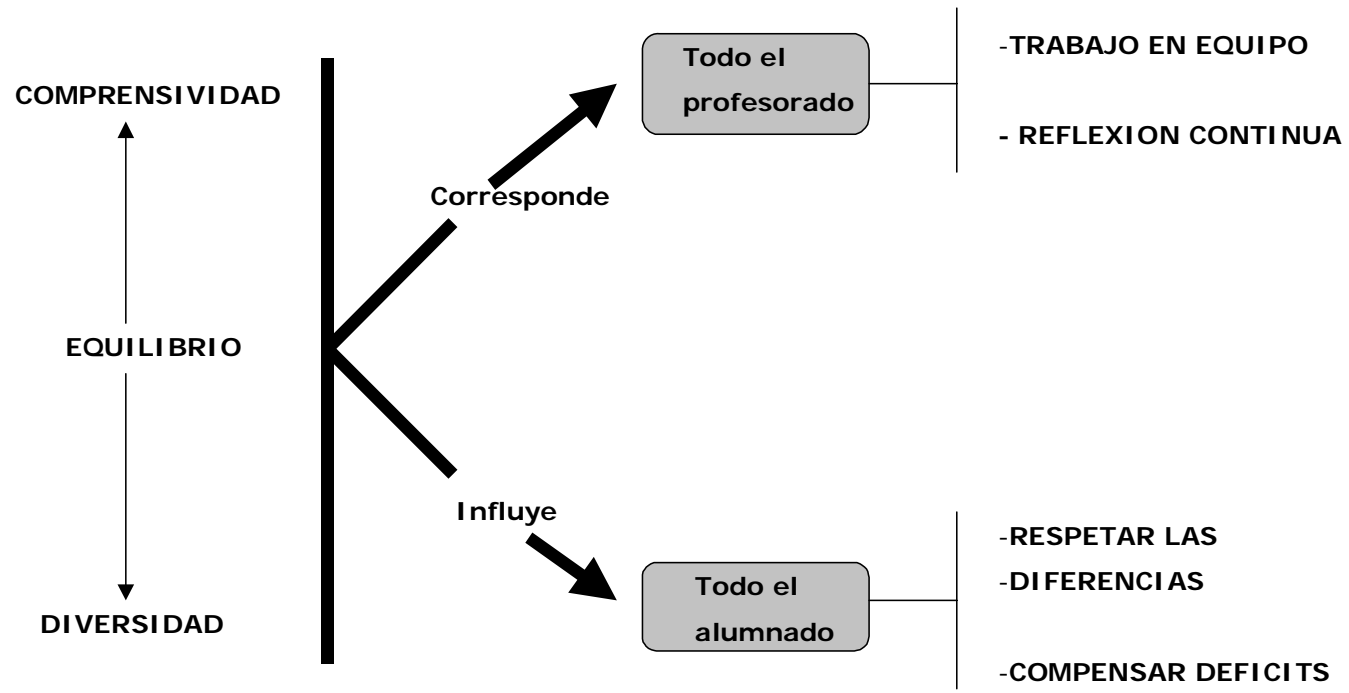 COMPRENSIVIDAD
EQUILIBRIO
DIVERSIDAD
Corresponde
Influye
Todo el
profesorado
-TRABAJO EN EQUIPO
- REFLEXION CONTINUA
Todo el
alumnado
-RESPETAR LAS
-DIFERENCIAS
-COMPENSAR DEFICITS